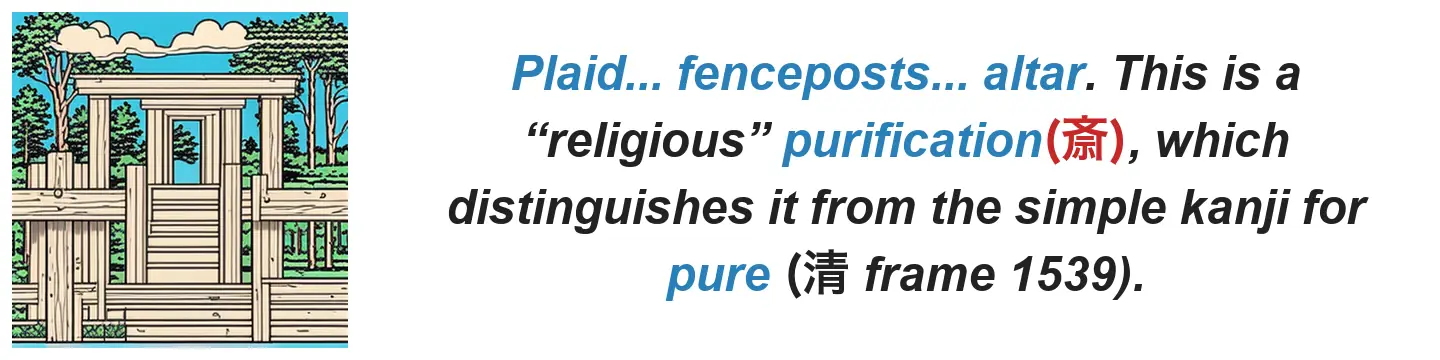 Plaid... fenceposts... altar. This is a
“religious” purification(斎), which
distinguishes it from the simple kanji for
pure (清 frame 1539).